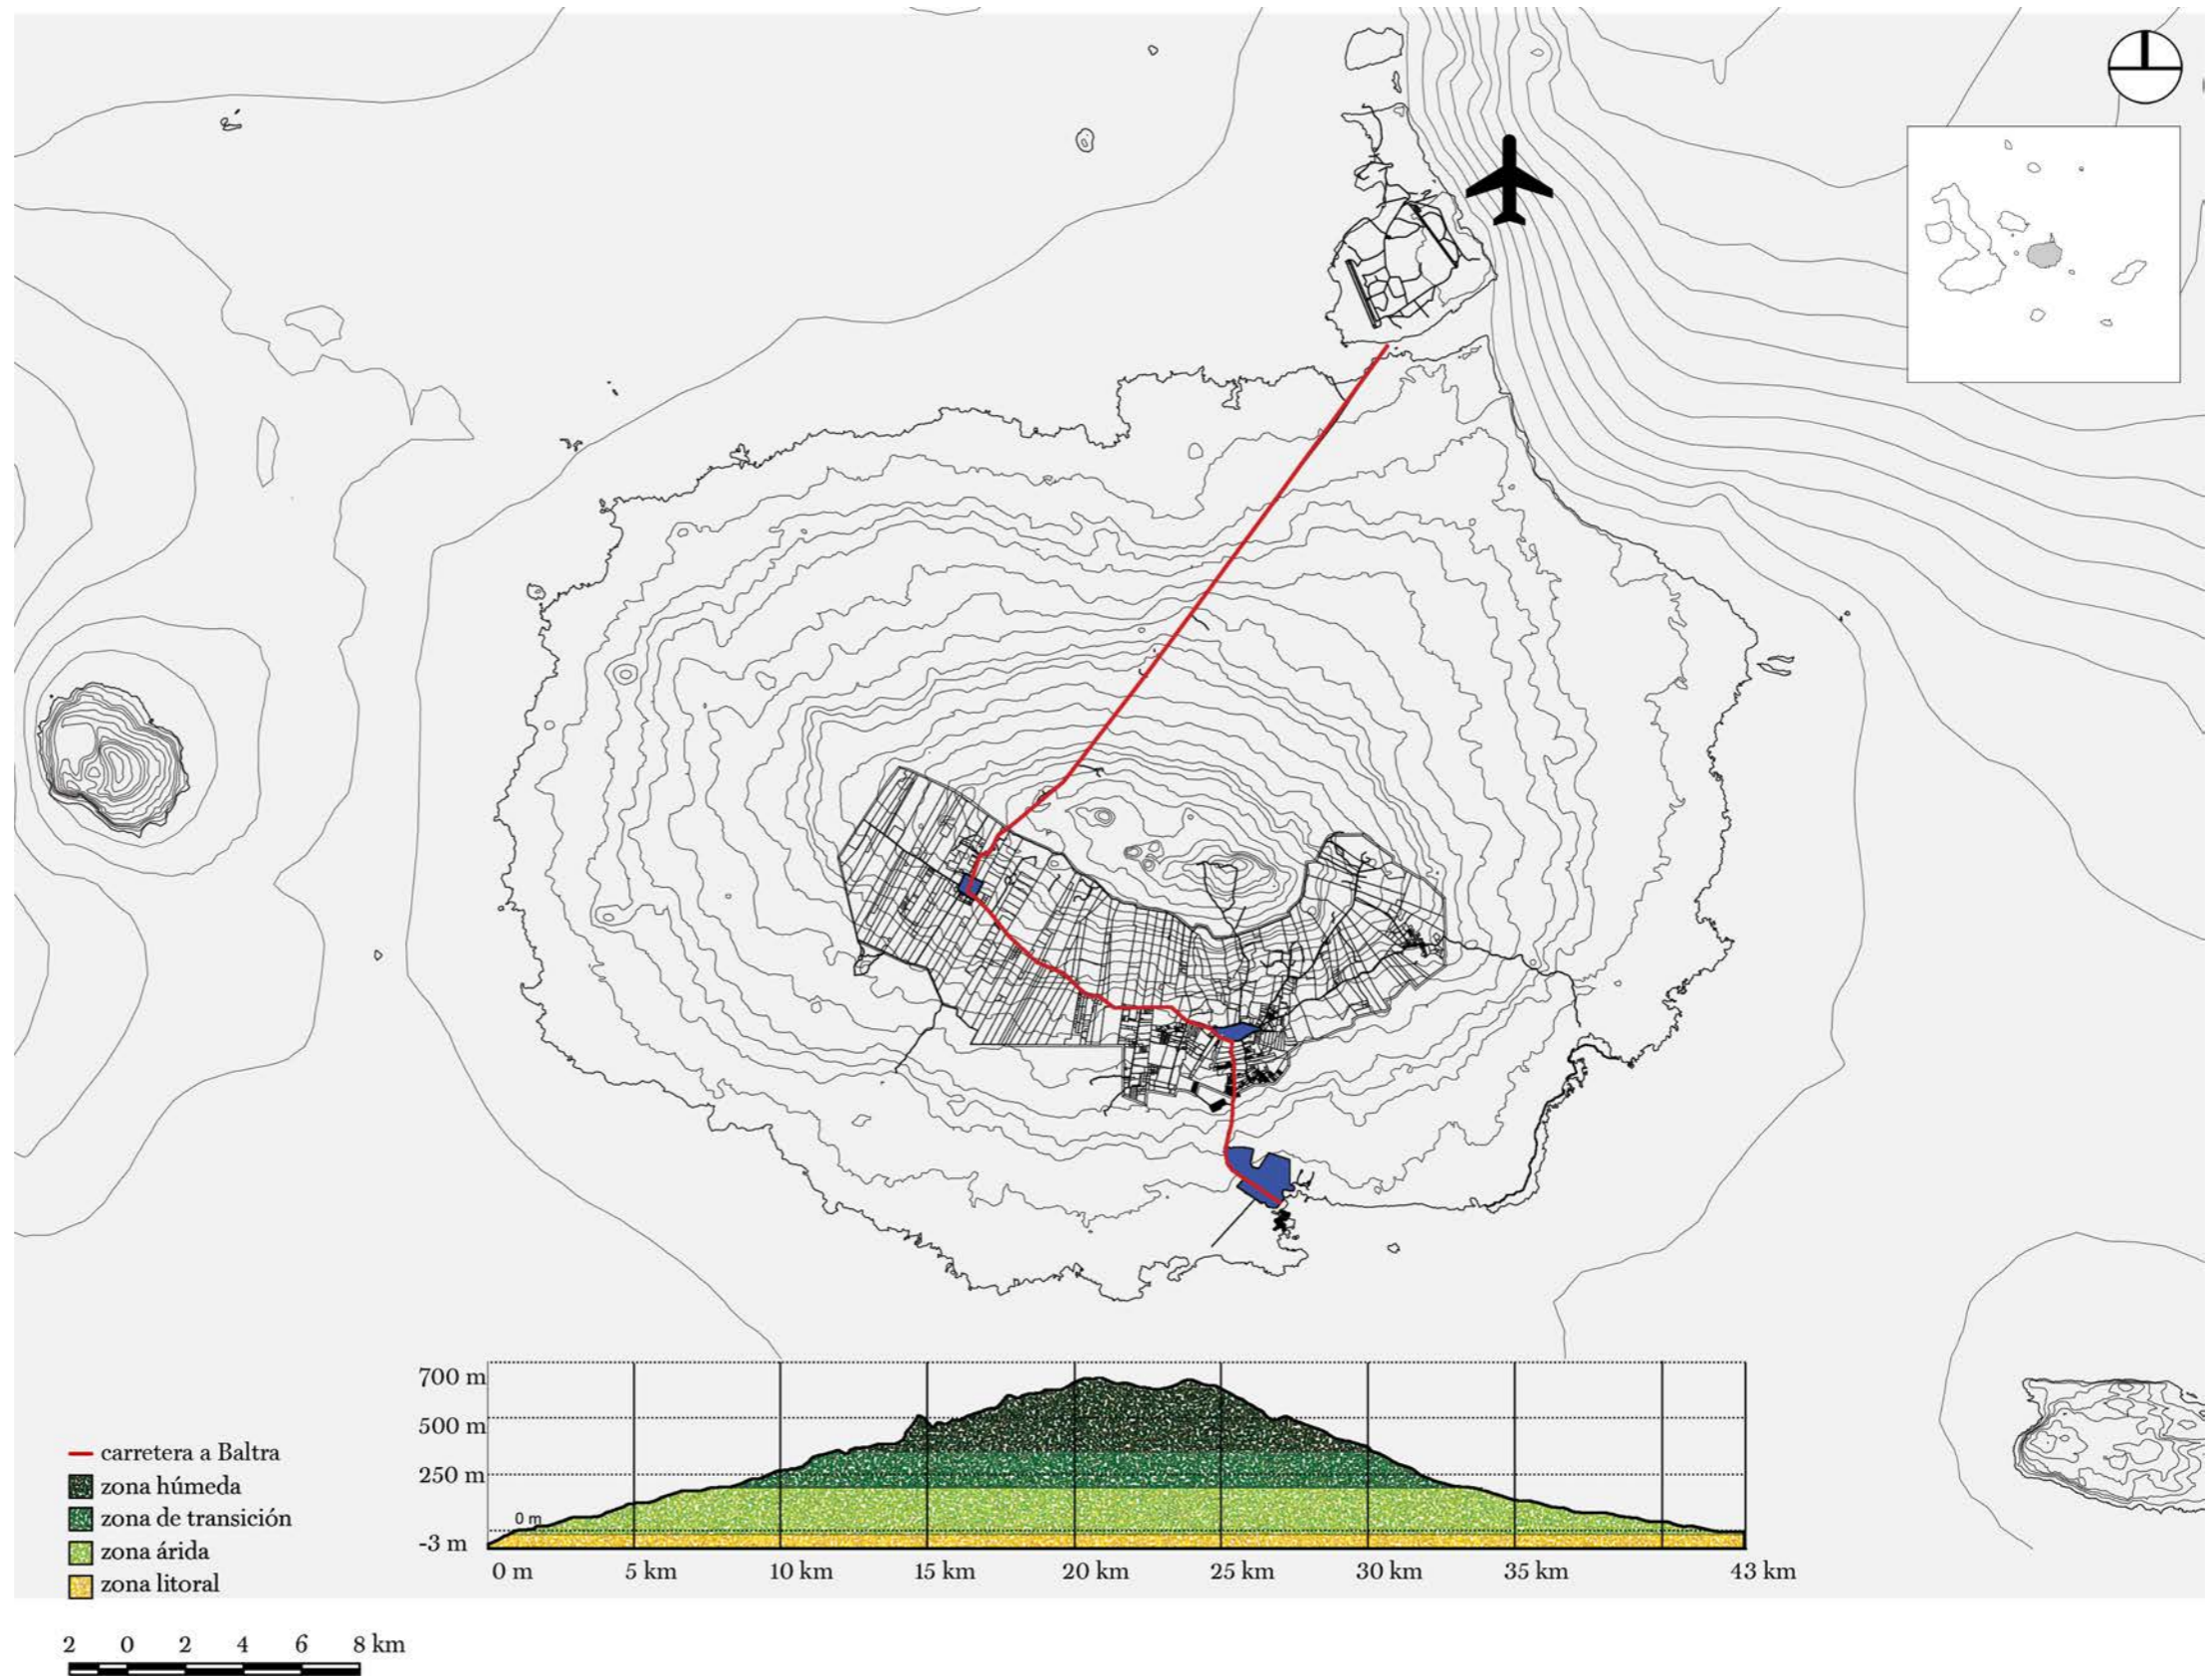 700 m
500 m
250 m
0 m
-3 m
0 m 5 km 10 km 15 km 20 km 25 km 30 km 35 km 43 km
carretera a Baltra
zona húmeda
zona de transición
zona árida
zona litoral
2 0 2 4 6 8 km